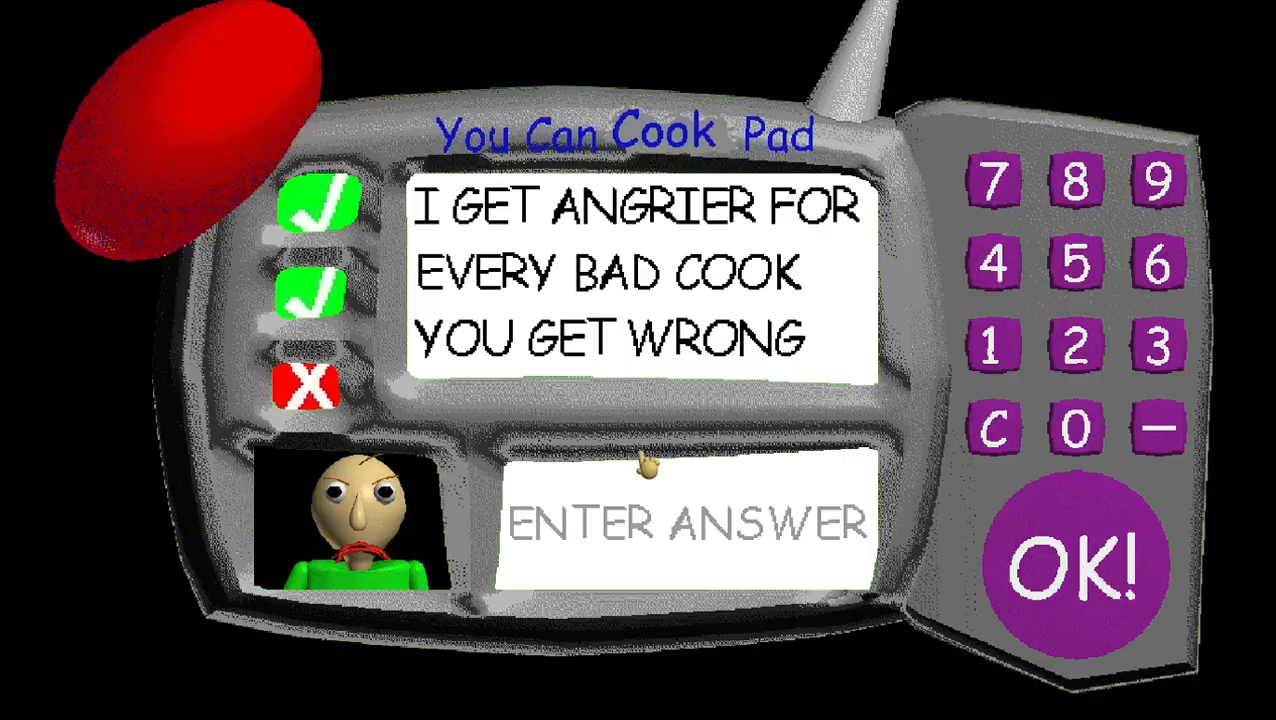 You Can Cook Pad
I GET ANGRIER FOR
EVERY BAD COOK
YOU GET WRONG
ENTER ANSWER
7 8 9
4 5 6
1 2 3
C 0 —
OK!